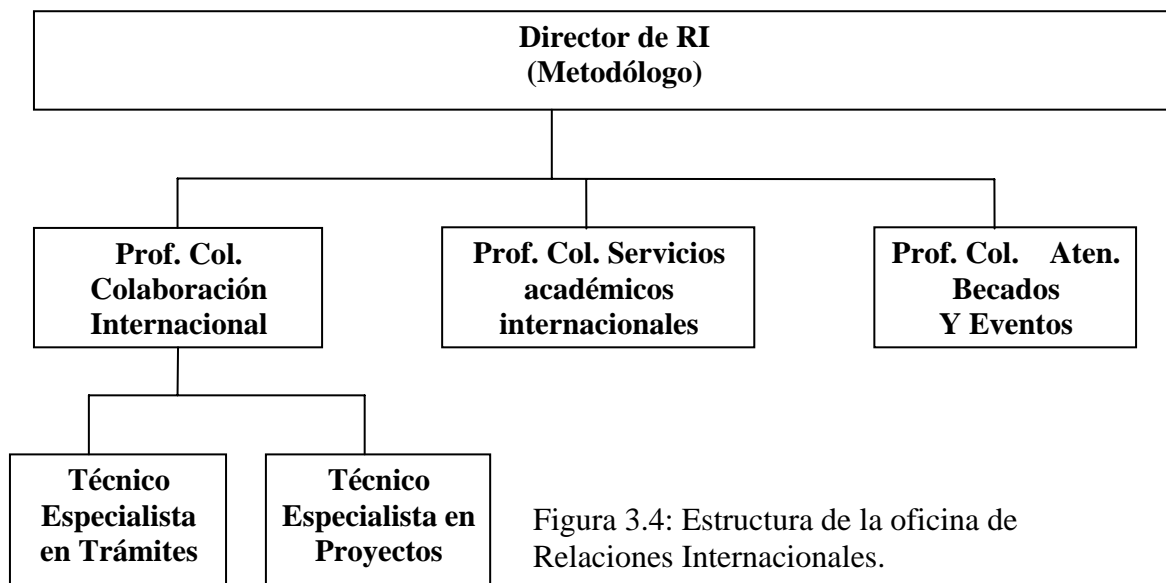 Director de RI
(Metodólogo)
Prof. Col.
Colaboración
Internacional
Prof. Col. Servicios
académicos
internacionales
Prof. Col. Aten.
Becados
Y Eventos
Técnico
Especialista
en Trámites
Técnico
Especialista en
Proyectos
Figura 3.4: Estructura de la oficina de
Relaciones Internacionales.